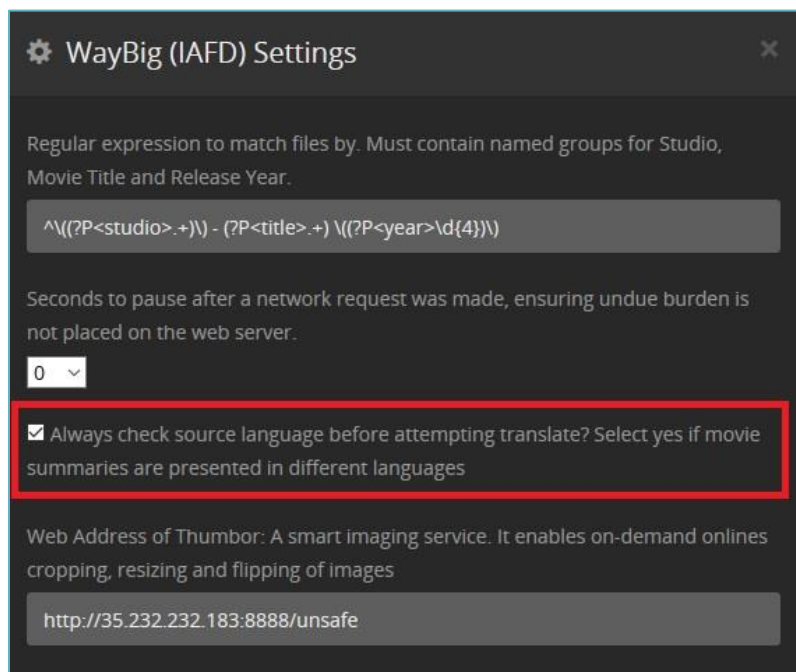 WayBig (IAFD) Settings
Regular expression to match files by. Must contain named groups for Studio,
Movie Title and Release Year.
^\((?P<studio>.+)\) - (?P<title>.+) \((?P<year>\d{4})\)
Seconds to pause after a network request was made, ensuring undue burden is
not placed on the web server.
0
Always check source language before attempting translate? Select yes if movie
summaries are presented in different languages
Web Address of Thumbor: A smart imaging service. It enables on-demand onlines
cropping, resizing and flipping of images
http://35.232.232.183:8888/unsafe